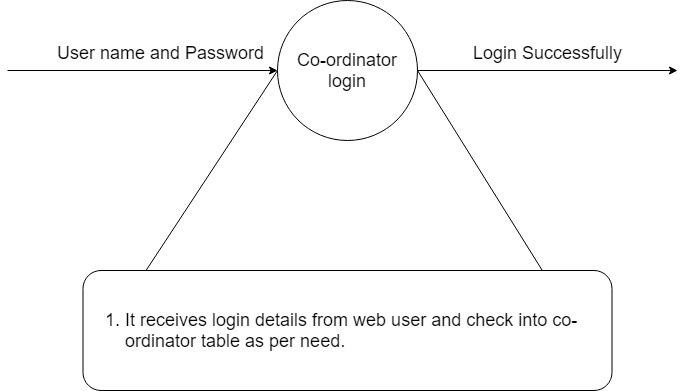 User name and Password
Co-ordinator
login
Login Successfully
1. It receives login details from web user and check into co-
ordinator table as per need.